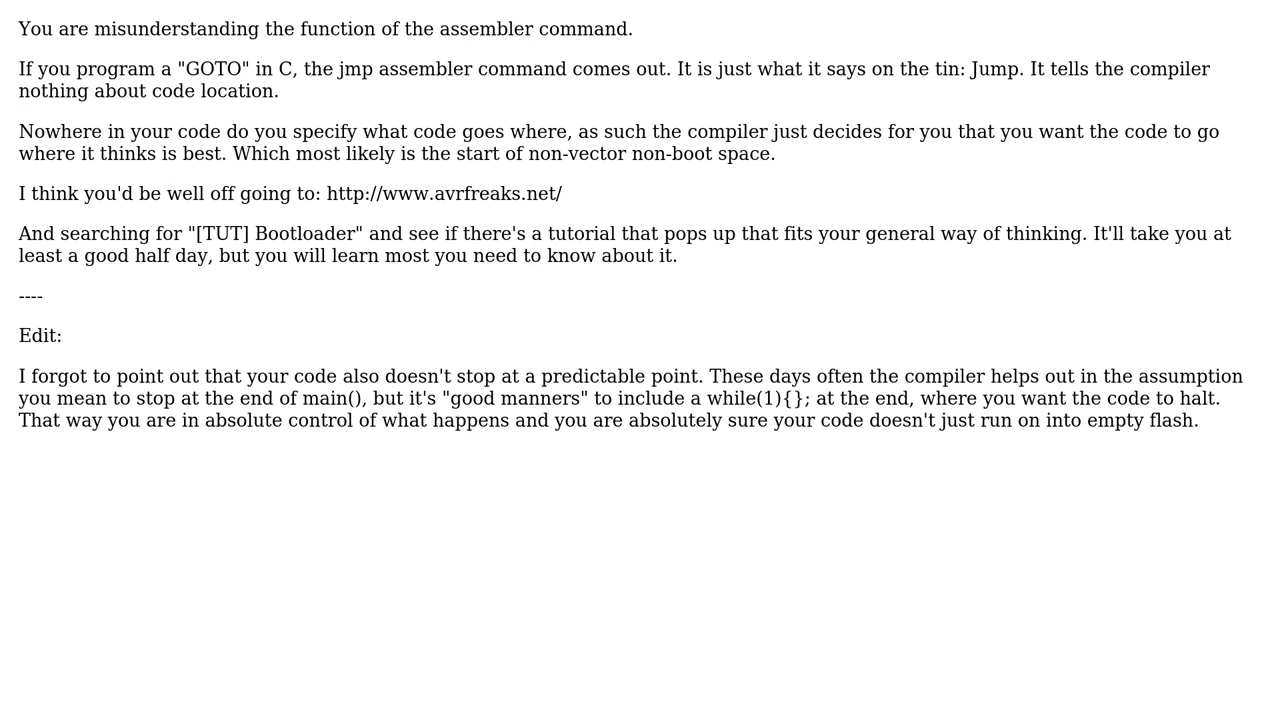 You are misunderstanding the function of the assembler command.
If you program a "GOTO" in C, the jmp assembler command comes out. It is just what it says on the tin: Jump. It tells the compiler
nothing about code location.
Nowhere in your code do you specify what code goes where, as such the compiler just decides for you that you want the code to go
where it thinks is best. Which most likely is the start of non-vector non-boot space.
I think you'd be well off going to: http://www.avrfreaks.net/
And searching for "[TUT] Bootloader" and see if there's a tutorial that pops up that fits your general way of thinking. It'll take you at
least a good half day, but you will learn most you need to know about it.
----
Edit:
I forgot to point out that your code also doesn't stop at a predictable point. These days often the compiler helps out in the assumption
you mean to stop at the end of main(), but it's "good manners" to include a while(1){}; at the end, where you want the code to halt.
That way you are in absolute control of what happens and you are absolutely sure your code doesn't just run on into empty flash.